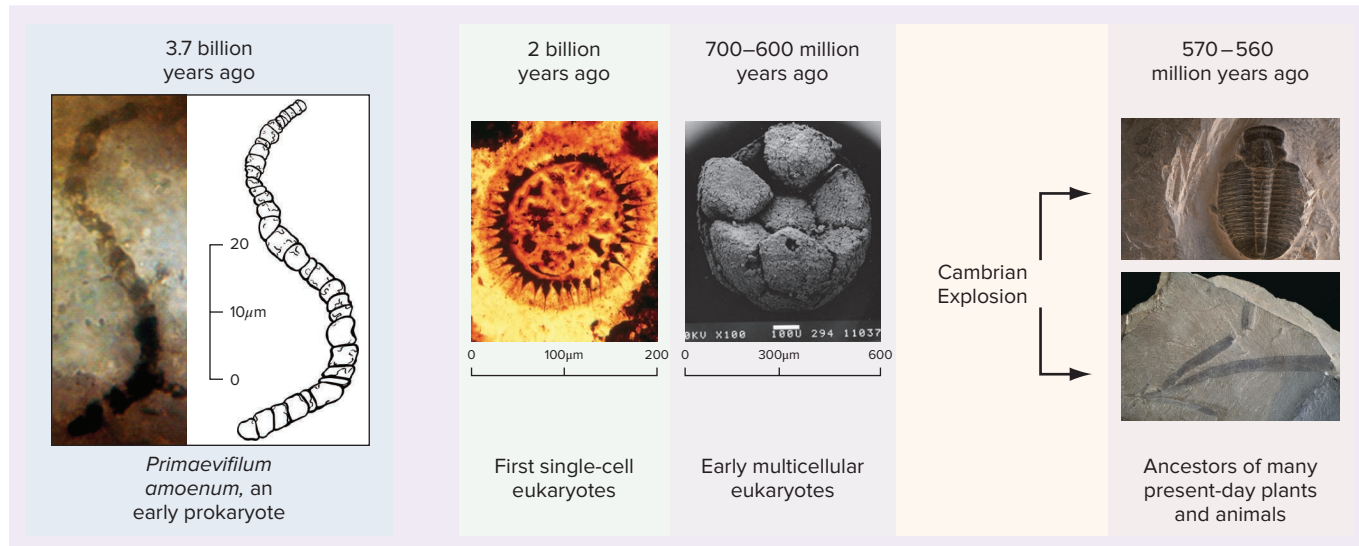 3.7 billion
years ago
20
10μm
0
Primaevifilum
amoenum, an
early prokaryote
2 billion
years ago
0 100μm 200
First single-cell
eukaryotes
700–600 million
years ago
0KV X100 100U 294 11037
0 300μm 600
Early multicellular
eukaryotes
Cambrian
Explosion
570–560
million years ago
Ancestors of many
present-day plants
and animals